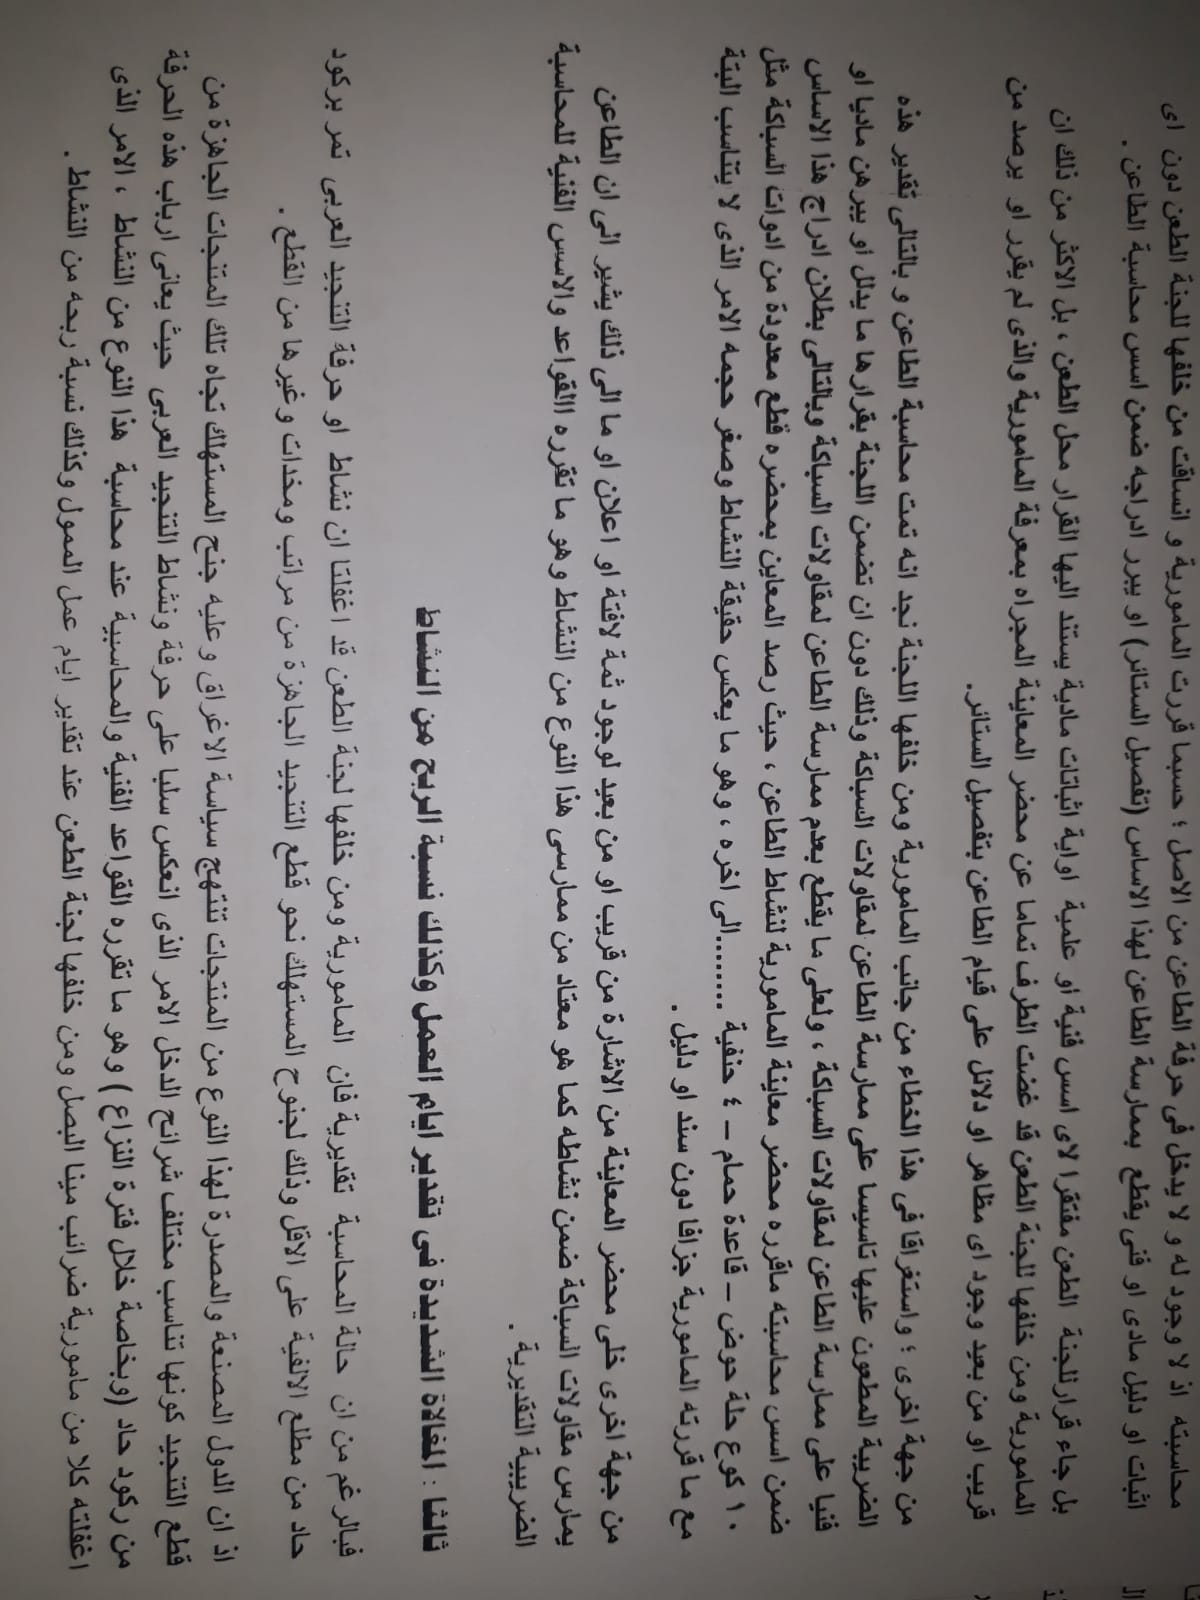 محاسبته اذ لا وجود له و لا يدخل فى حرفة الطاعن من الاصل ؛ حسبما قررت المامورية و انساقت من خلفها للجنة الطعن دون اى
اثبات او دليل مادى او فنى يقطع بممارسة الطاعن لهذا الاساس (تفصيل الستائر) او يبرر ادراجه ضمن اسس محاسبة الطاعن .
بل جاء قرارللجنة الطعن مفتقرا لاى اسس فنية او علمية اواية اثباتات مادية يستند اليها القرار محل الطعن ، بل الاكثر من ذلك ان
المامورية ومن خلفها للجنة الطعن قد غضت الطرف تماما عن محضر المعاينة المجراه بمعرفة المامورية والذى لم يقرر او يرصد من
قريب او من بعيد وجود اى مظاهر او دلائل على قيام الطاعن بتفصيل الستائر.
من جهة اخرى ؛ واستغراقا فى هذا الخطاء من جانب المامورية ومن خلفها اللجنة نجد انه تمت محاسبة الطاعن و بالتالى تقدير هذه
الضريبة المطعون عليها تاسيسا على ممارسة الطاعن لمقاولات السباكة وذلك دون ان تضمن اللجنة بقرارها ما يدلل او يبرهن ماديا او
فنيا على ممارسة الطاعن لمقاولات السباكة ، ولعلى ما يقطع بعدم ممارسة الطاعن لمقاولات السباكة وبالتالى بطلان ادراج هذا الاساس
ضمن اسس محاسبته ماقرره محضر معاينة المامورية لنشاط الطاعن ، حيث رصد المعاين بمحضره قطع معدودة من ادوات السباكة مثل
١٠ كوع حلة حوض – قاعدة حمام – ٤ حنفية ........الى اخره ، وهو ما يعكس حقيقة النشاط وصغر حجمه الامر الذى لا يتناسب البتة
مع ما قررته المامورية جزافا دون سند او دليل .
من جهة اخرى خلى محضر المعاينة من الاشارة من قريب او من بعيد لوجود ثمة لافتة او اعلان او ما الى ذلك يشير الى ان الطاعن
يمارس مقاولات السباكة ضمن نشاطه كما هو معتاد من ممارسى هذا النوع من النشاط وهو ما تقرره االقواعد والاسس الفنية للمحاسبة
الضريبية التقديرية .
ثالثا : المغالاة الشديدة فى تقدير ايام العمل وكذلك نسبة الربح من النشاط
فبالرغم من ان حالة المحاسبة تقديرية فان المامورية ومن خلفها لجنة الطعن قد اغفلتا ان نشاط او حرفة التنجيد العربى تمر بركود
حاد من مطلع الالفية على الاقل وذلك لجنوح المستهلك نحو قطع التنجيد الجاهزة من مراتب ومخدات وغيرها من القطع .
اذ ان الدول المصنعة والمصدرة لهذا النوع من المنتجات تنتهج سياسة الاغراق وعليه جنح المستهلك تجاه تلك المتنجات الجاهزة من
قطع التنجيد كونها تناسب مختلف شرائح الدخل الامر الذى انعكس سلبا على حرفة ونشاط التنجيد العربى حيث يعانى ارباب هذه الحرفة
من ركود حاد (وبخاصة خلال فترة النزاع ) وهو ما تقرره القواعد الفنية والمحاسبية عند محاسبة هذا النوع من النشاط ، الامر الذى
اغفلته كلا من مامورية ضرائب مينا البصل ومن خلفها لجنة الطعن عند تقدير ايام عمل الممول وكذلك نسبة ربحه من النشاط .